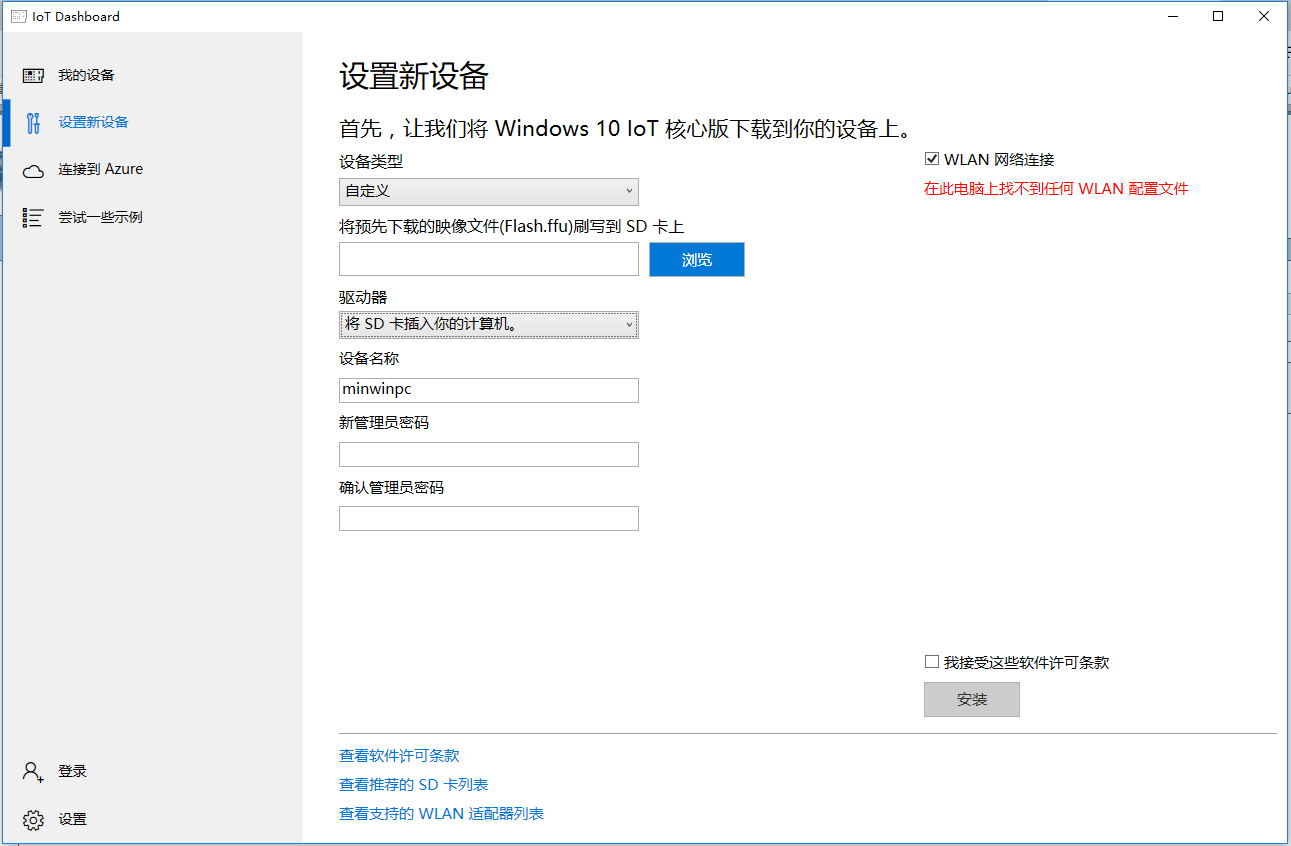 IoT Dashboard
我的设备
设置新设备
连接到 Azure
尝试一些示例
登录
设置
设置新设备
首先，让我们将 Windows 10 IoT 核心版下载到你的设备上。
设备类型
自定义
将预先下载的映像文件(Flash.ffu)刷写到 SD 卡上
浏览
驱动器
将 SD 卡插入你的计算机。
设备名称
minwinpc
新管理员密码
确认管理员密码
WLAN 网络连接
在此电脑上找不到任何 WLAN 配置文件
我接受这些软件许可条款
安装
查看软件许可条款
查看推荐的 SD 卡列表
查看支持的 WLAN 适配器列表